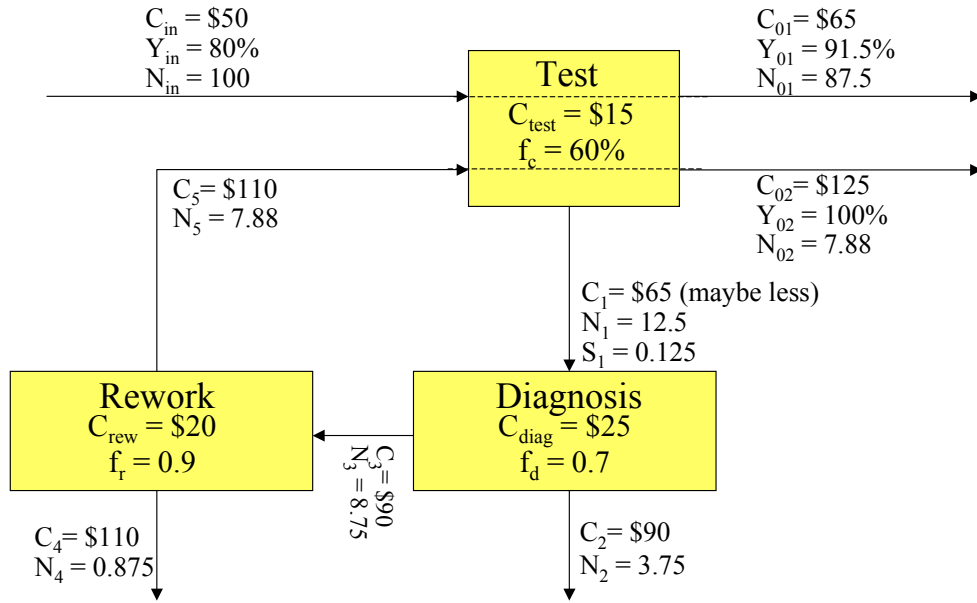 C_in = $50
Y_in = 80%
N_in = 100
Test
C_test = $15
f_c = 60%
C_01 = $65
Y_01 = 91.5%
N_01 = 87.5
C_5 = $110
N_5 = 7.88
C_02 = $125
Y_02 = 100%
N_02 = 7.88
C_1= $65 (maybe less)
N_1 = 12.5
S_1 = 0.125
Rework
C_rew = $20
f_r = 0.9
C_3= $90
N_3 = 8.75
Diagnosis
C_diag = $25
f_d = 0.7
C_4= $110
N_4 = 0.875
C_2= $90
N_2 = 3.75